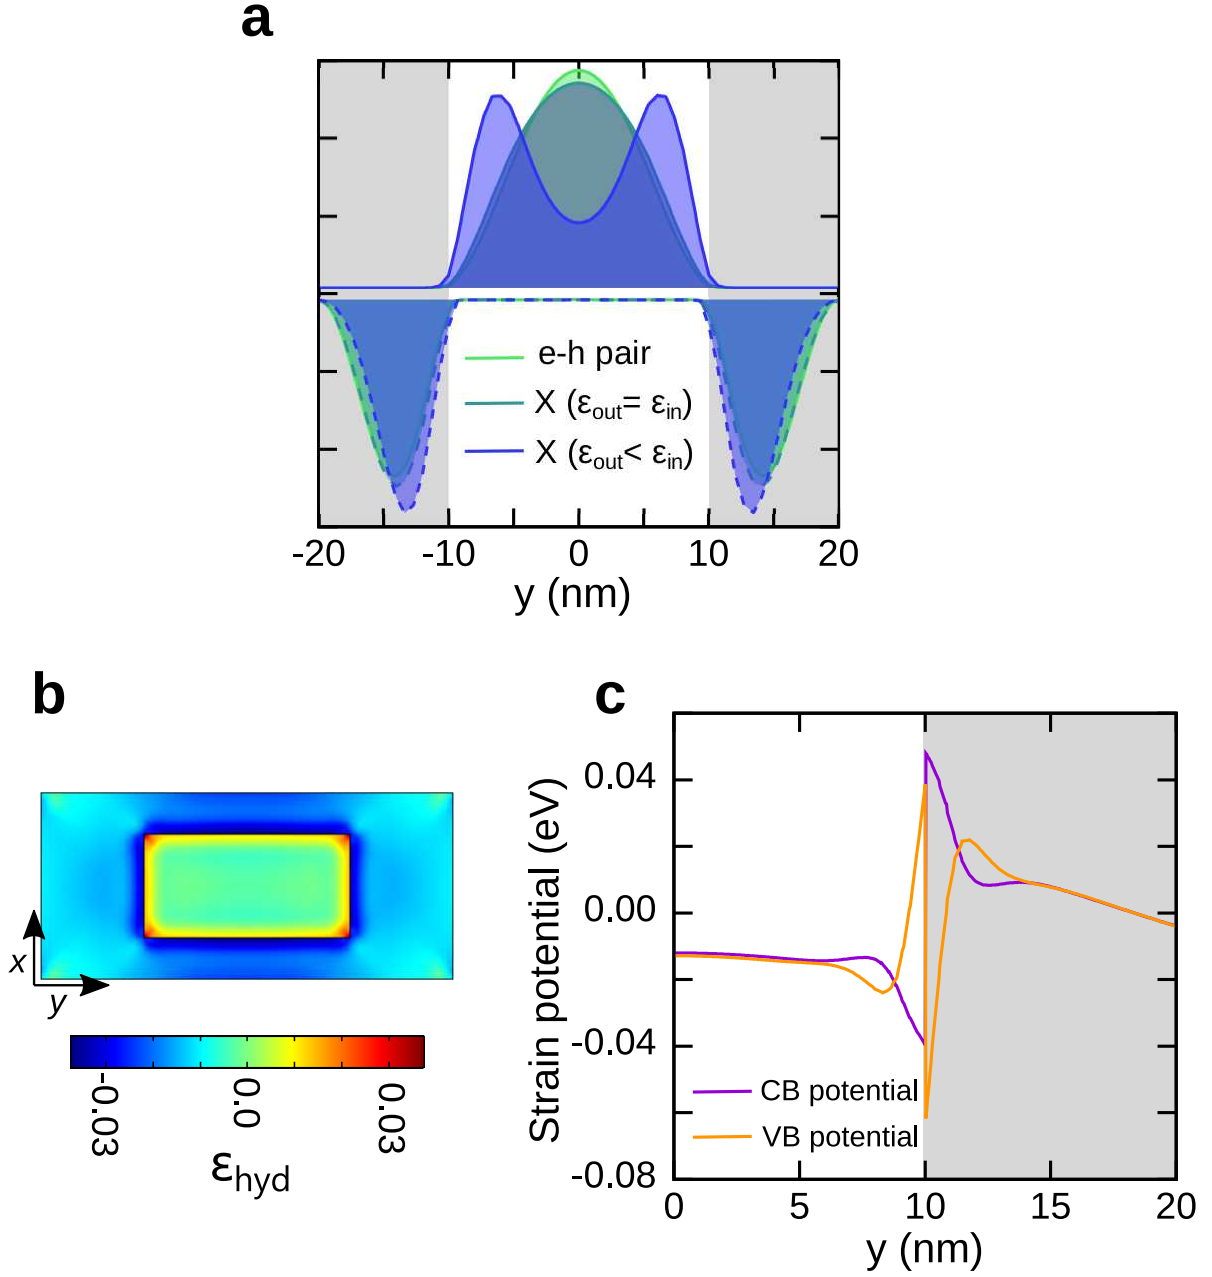 a
e-h pair
X (εout= εin)
X (εout< εin)
-20 -10 0 10 20
y (nm)
b
x
y
-0.03 0.0 0.03
εhyd
c
Strain potential (eV)
0.04
0.00
-0.04
-0.08
CB potential
VB potential
0 5 10 15 20
y (nm)